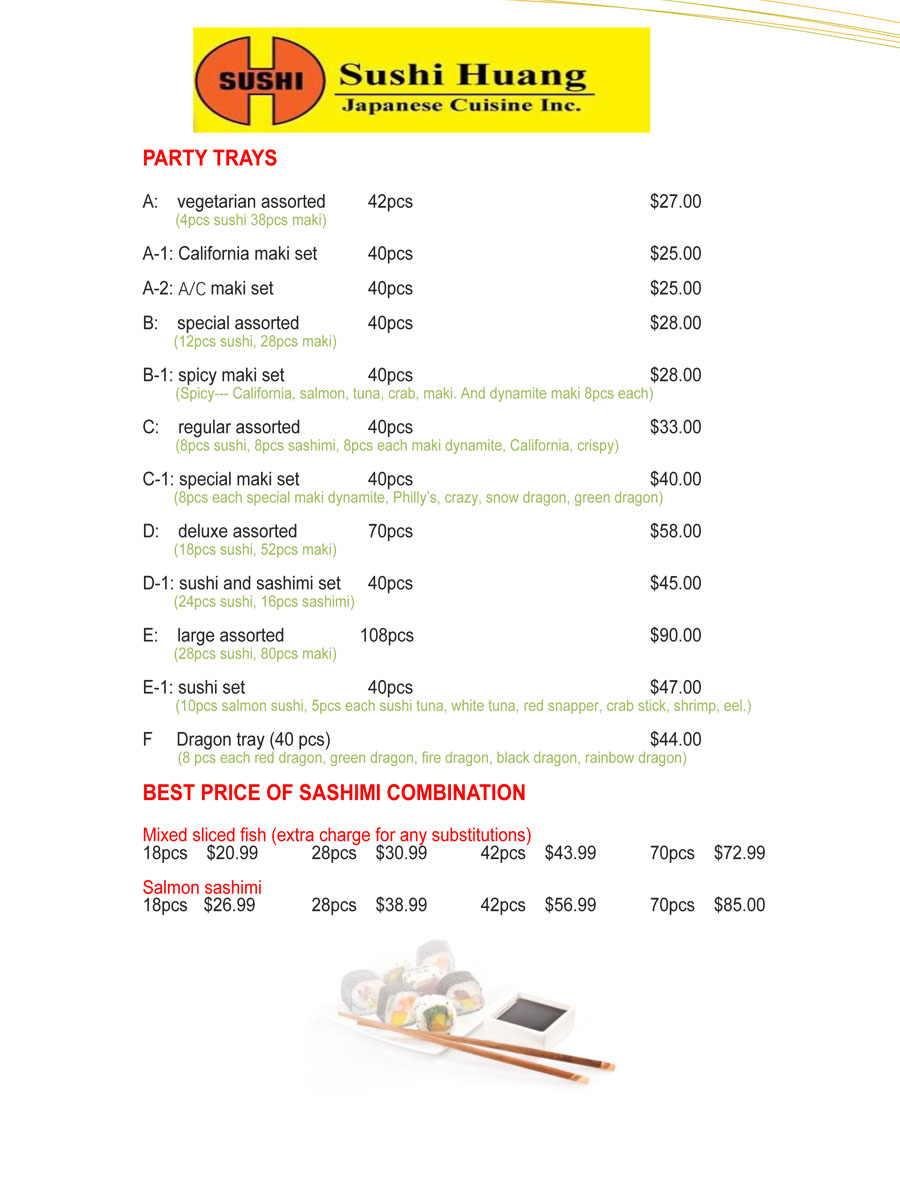 SUSHI
Sushi Huang
Japanese Cuisine Inc.
PARTY TRAYS
A: vegetarian assorted 42pcs $27.00
(4pcs sushi 38pcs maki)
A-1: California maki set 40pcs $25.00
A-2: A/C maki set 40pcs $25.00
B: special assorted 40pcs $28.00
(12pcs sushi, 28pcs maki)
B-1: spicy maki set 40pcs $28.00
(Spicy--- California, salmon, tuna, crab, maki. And dynamite maki 8pcs each)
C: regular assorted 40pcs $33.00
(8pcs sushi, 8pcs sashimi, 8pcs each maki dynamite, California, crispy)
C-1: special maki set 40pcs $40.00
(8pcs each special maki dynamite, Philly's, crazy, snow dragon, green dragon)
D: deluxe assorted 70pcs $58.00
(18pcs sushi, 52pcs maki)
D-1: sushi and sashimi set 40pcs $45.00
(24pcs sushi, 16pcs sashimi)
E: large assorted 108pcs $90.00
(28pcs sushi, 80pcs maki)
E-1: sushi set 40pcs $47.00
(10pcs salmon sushi, 5pcs each sushi tuna, white tuna, red snapper, crab stick, shrimp, eel.)
F Dragon tray (40 pcs) $44.00
(8 pcs each red dragon, green dragon, fire dragon, black dragon, rainbow dragon)
BEST PRICE OF SASHIMI COMBINATION
Mixed sliced fish (extra charge for any substitutions)
18pcs $20.99 28pcs $30.99 42pcs $43.99 70pcs $72.99
Salmon sashimi
18pcs $26.99 28pcs $38.99 42pcs $56.99 70pcs $85.00